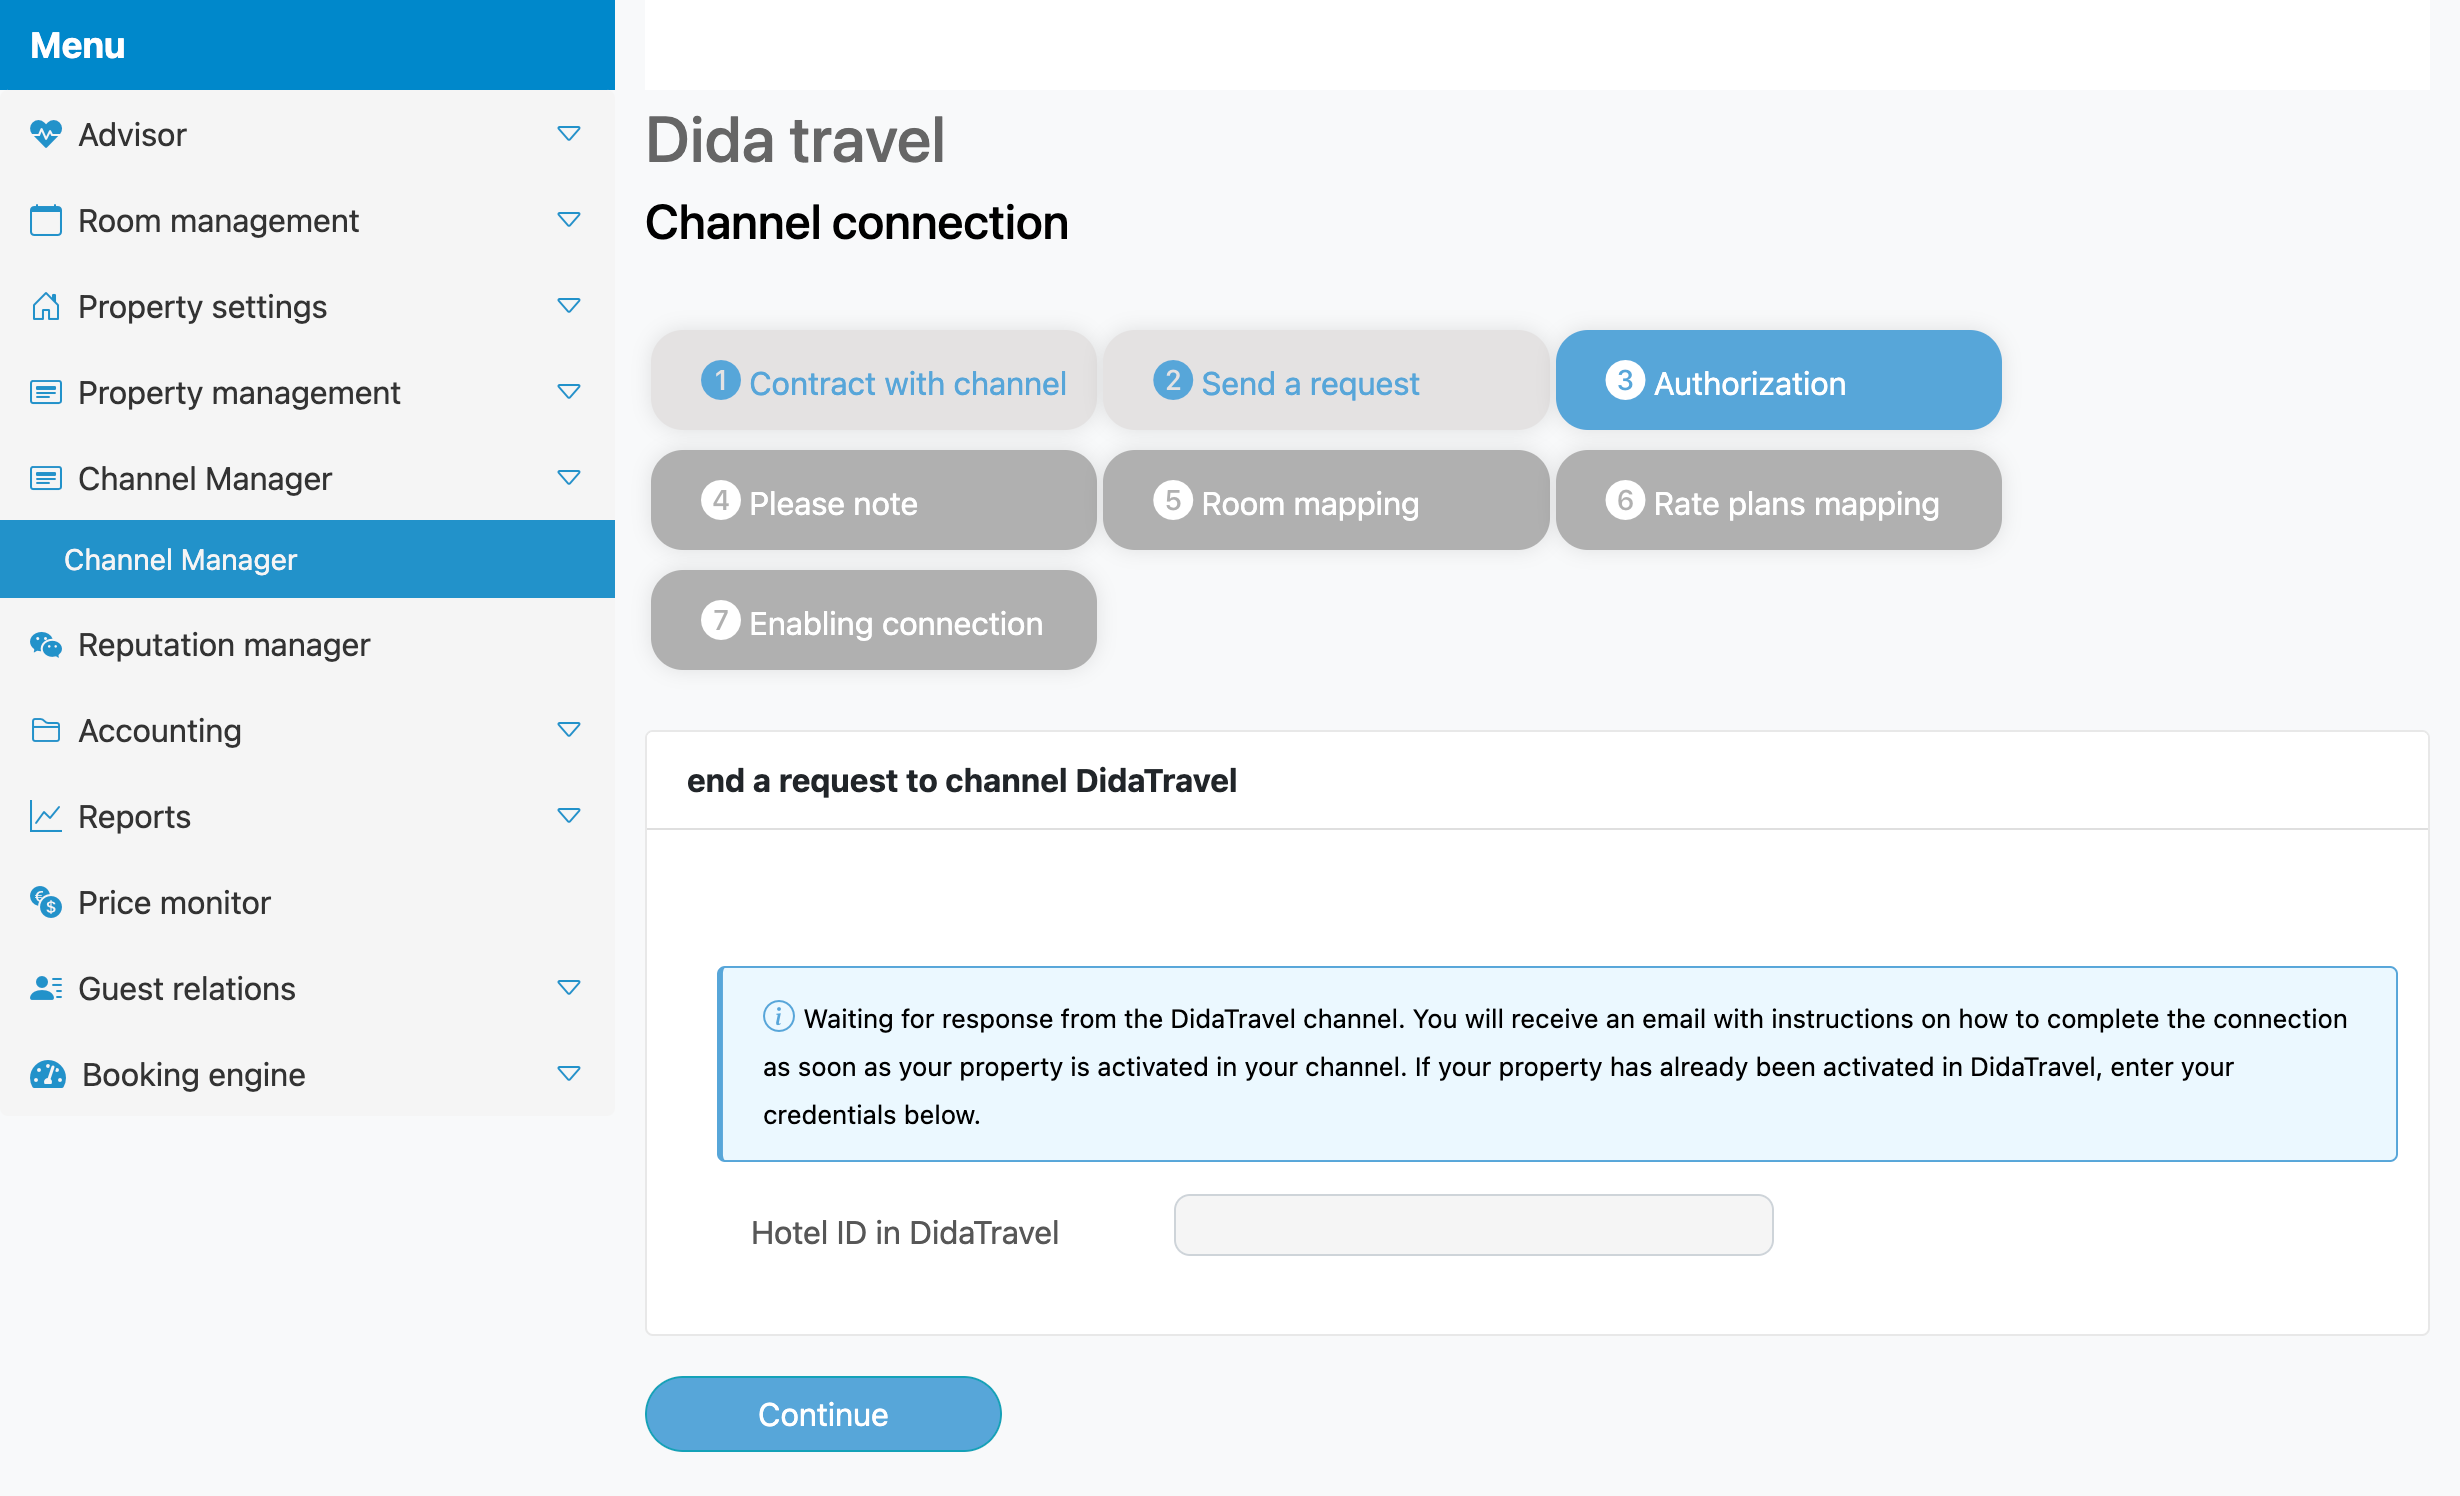 Menu
Advisor
Room management
Property settings
Property management
Channel Manager
Channel Manager
Reputation manager
Accounting
Reports
Price monitor
Guest relations
Booking engine
Dida travel
Channel connection
1 Contract with channel
2 Send a request
3 Authorization
4 Please note
5 Room mapping
6 Rate plans mapping
7 Enabling connection
end a request to channel DidaTravel
Waiting for response from the DidaTravel channel. You will receive an email with instructions on how to complete the connection
as soon as your property is activated in your channel. If your property has already been activated in DidaTravel, enter your
credentials below.
Hotel ID in DidaTravel
Continue